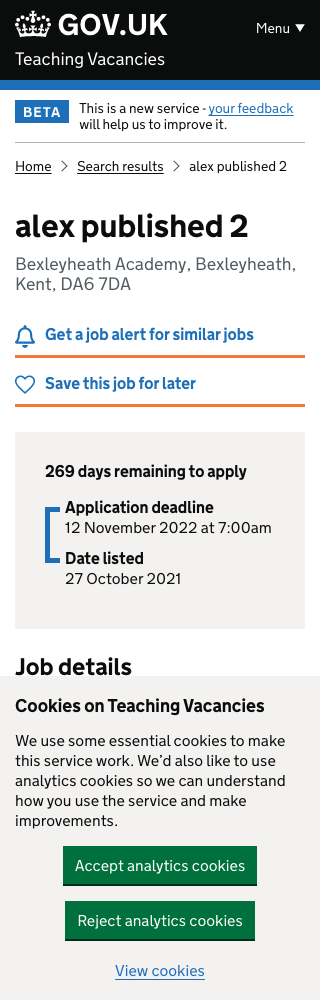 GOV.UK
Menu ▼
Teaching Vacancies
BETA
This is a new service - your feedback
will help us to improve it.
Home > Search results > alex published 2
alex published 2
Bexleyheath Academy, Bexleyheath,
Kent, DA6 7DA
Get a job alert for similar jobs
Save this job for later
269 days remaining to apply
Application deadline
12 November 2022 at 7:00am
Date listed
27 October 2021
Job details
Cookies on Teaching Vacancies
We use some essential cookies to make
this service work. We’d also like to use
analytics cookies so we can understand
how you use the service and make
improvements.
Accept analytics cookies
Reject analytics cookies
View cookies